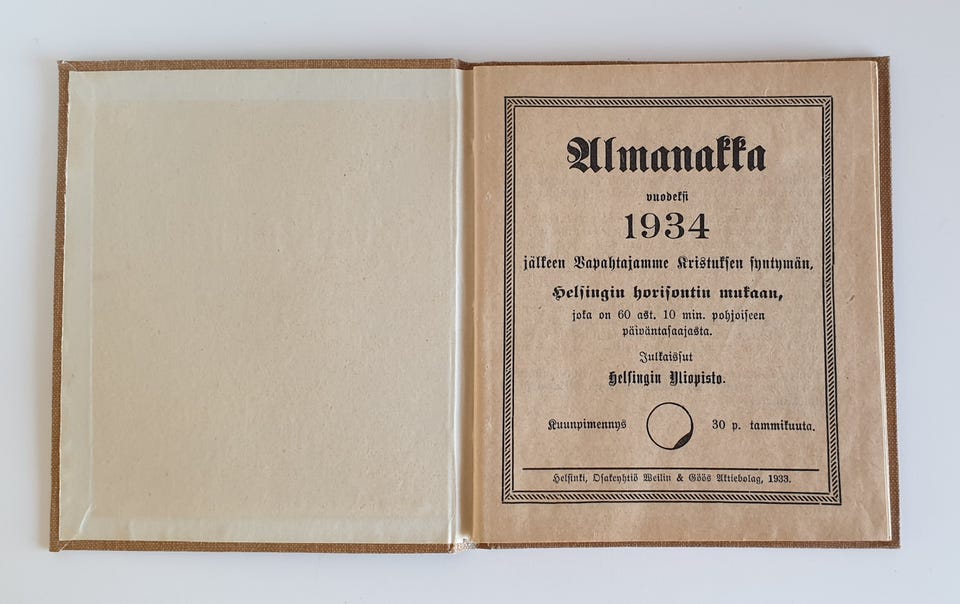 Almanakka
vuodeksi
1934
jälkeen Vapahtajamme Kristuksen syntymän,
Helsingin horisontin mukaan,
joka on 60 ast. 10 min. pohjoiseen
päiväntasaajasta.
Julkaissut
Helsingin Yliopisto.
Kuunpimennys 30 p. tammikuuta.
Helsinki, Osakeyhtiö Weilin & Göös Aktiebolag, 1933.